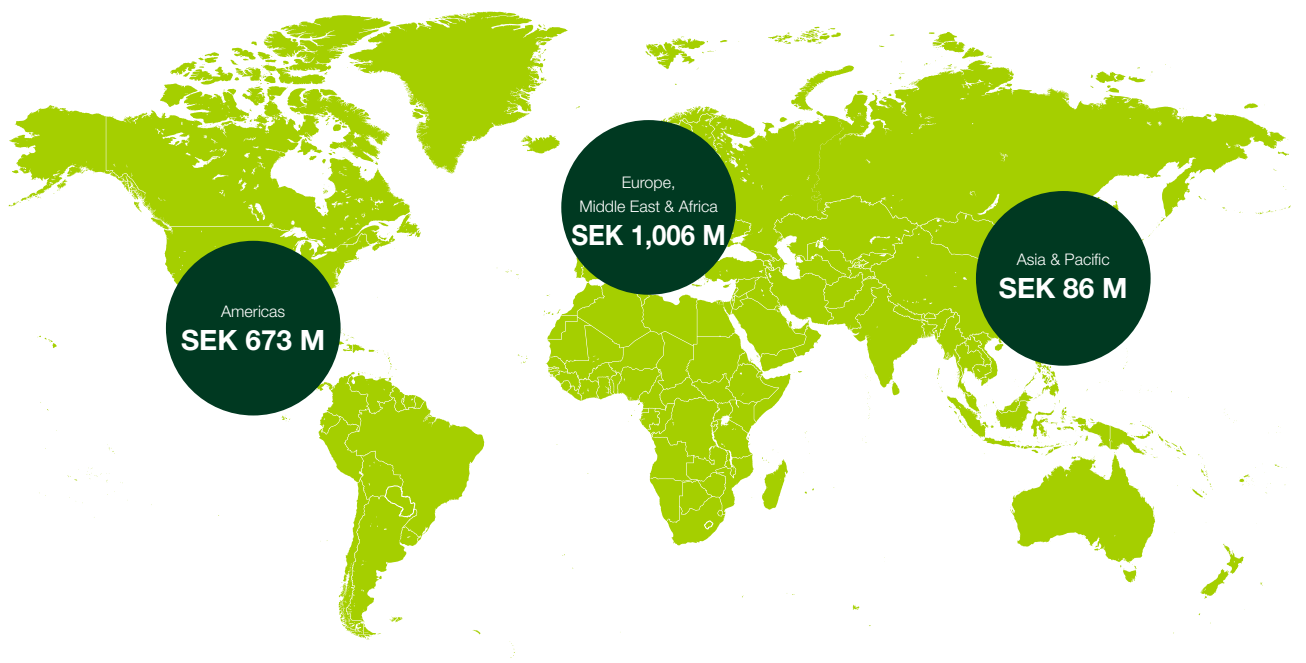 Europe,
Middle East & Africa
SEK 1,006 M
Asia & Pacific
SEK 86 M
Americas
SEK 673 M